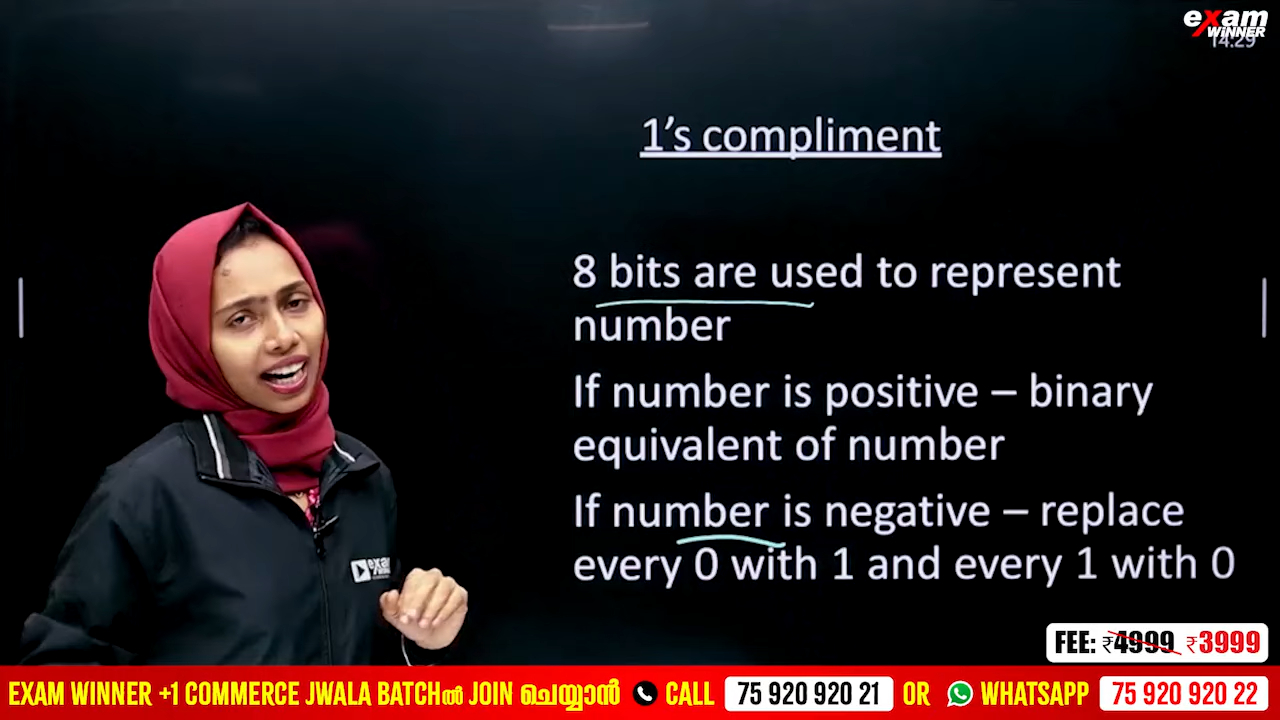 exam
WINNER
14:29
1's compliment
8 bits are used to represent
number
If number is positive – binary
equivalent of number
If number is negative – replace
every 0 with 1 and every 1 with 0
exam
WINNER
FEE: ₹4999 ₹3999
EXAM WINNER +1 COMMERCE JWALA BATCHൽ JOIN ചെയ്യാൻ CALL 75 920 920 21 OR WHATSAPP 75 920 920 22